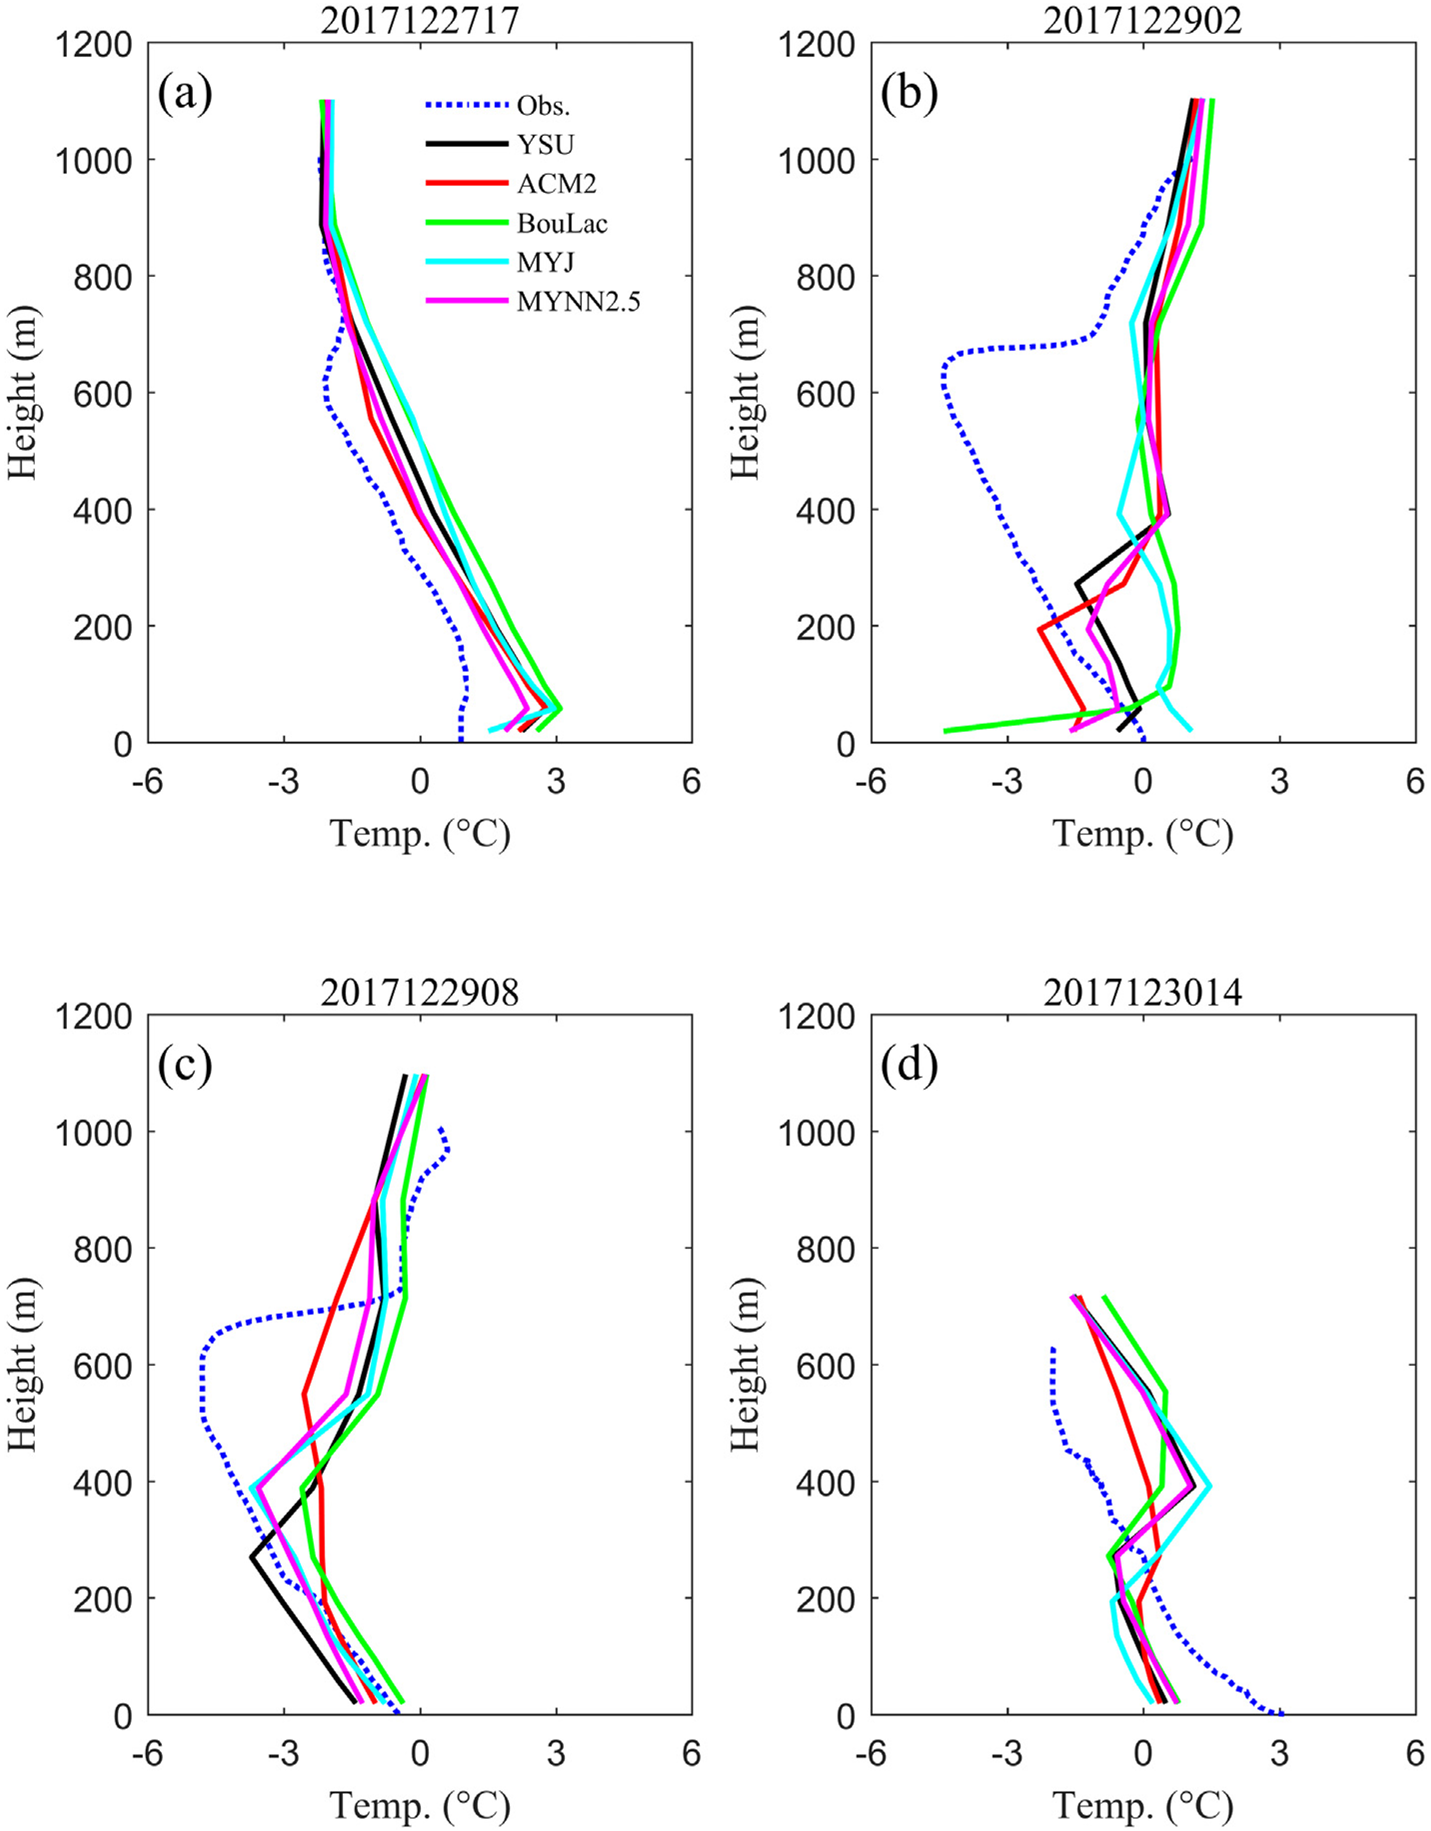 2017122717
(a)
Obs.
YSU
ACM2
BouLac
MYJ
MYNN2.5
1200
1000
800
600
400
200
0
Height (m)
-6 -3 0 3 6
Temp. (°C)
2017122902
(b)
1200
1000
800
600
400
200
0
Height (m)
-6 -3 0 3 6
Temp. (°C)
2017122908
(c)
1200
1000
800
600
400
200
0
Height (m)
-6 -3 0 3 6
Temp. (°C)
2017123014
(d)
1200
1000
800
600
400
200
0
Height (m)
-6 -3 0 3 6
Temp. (°C)